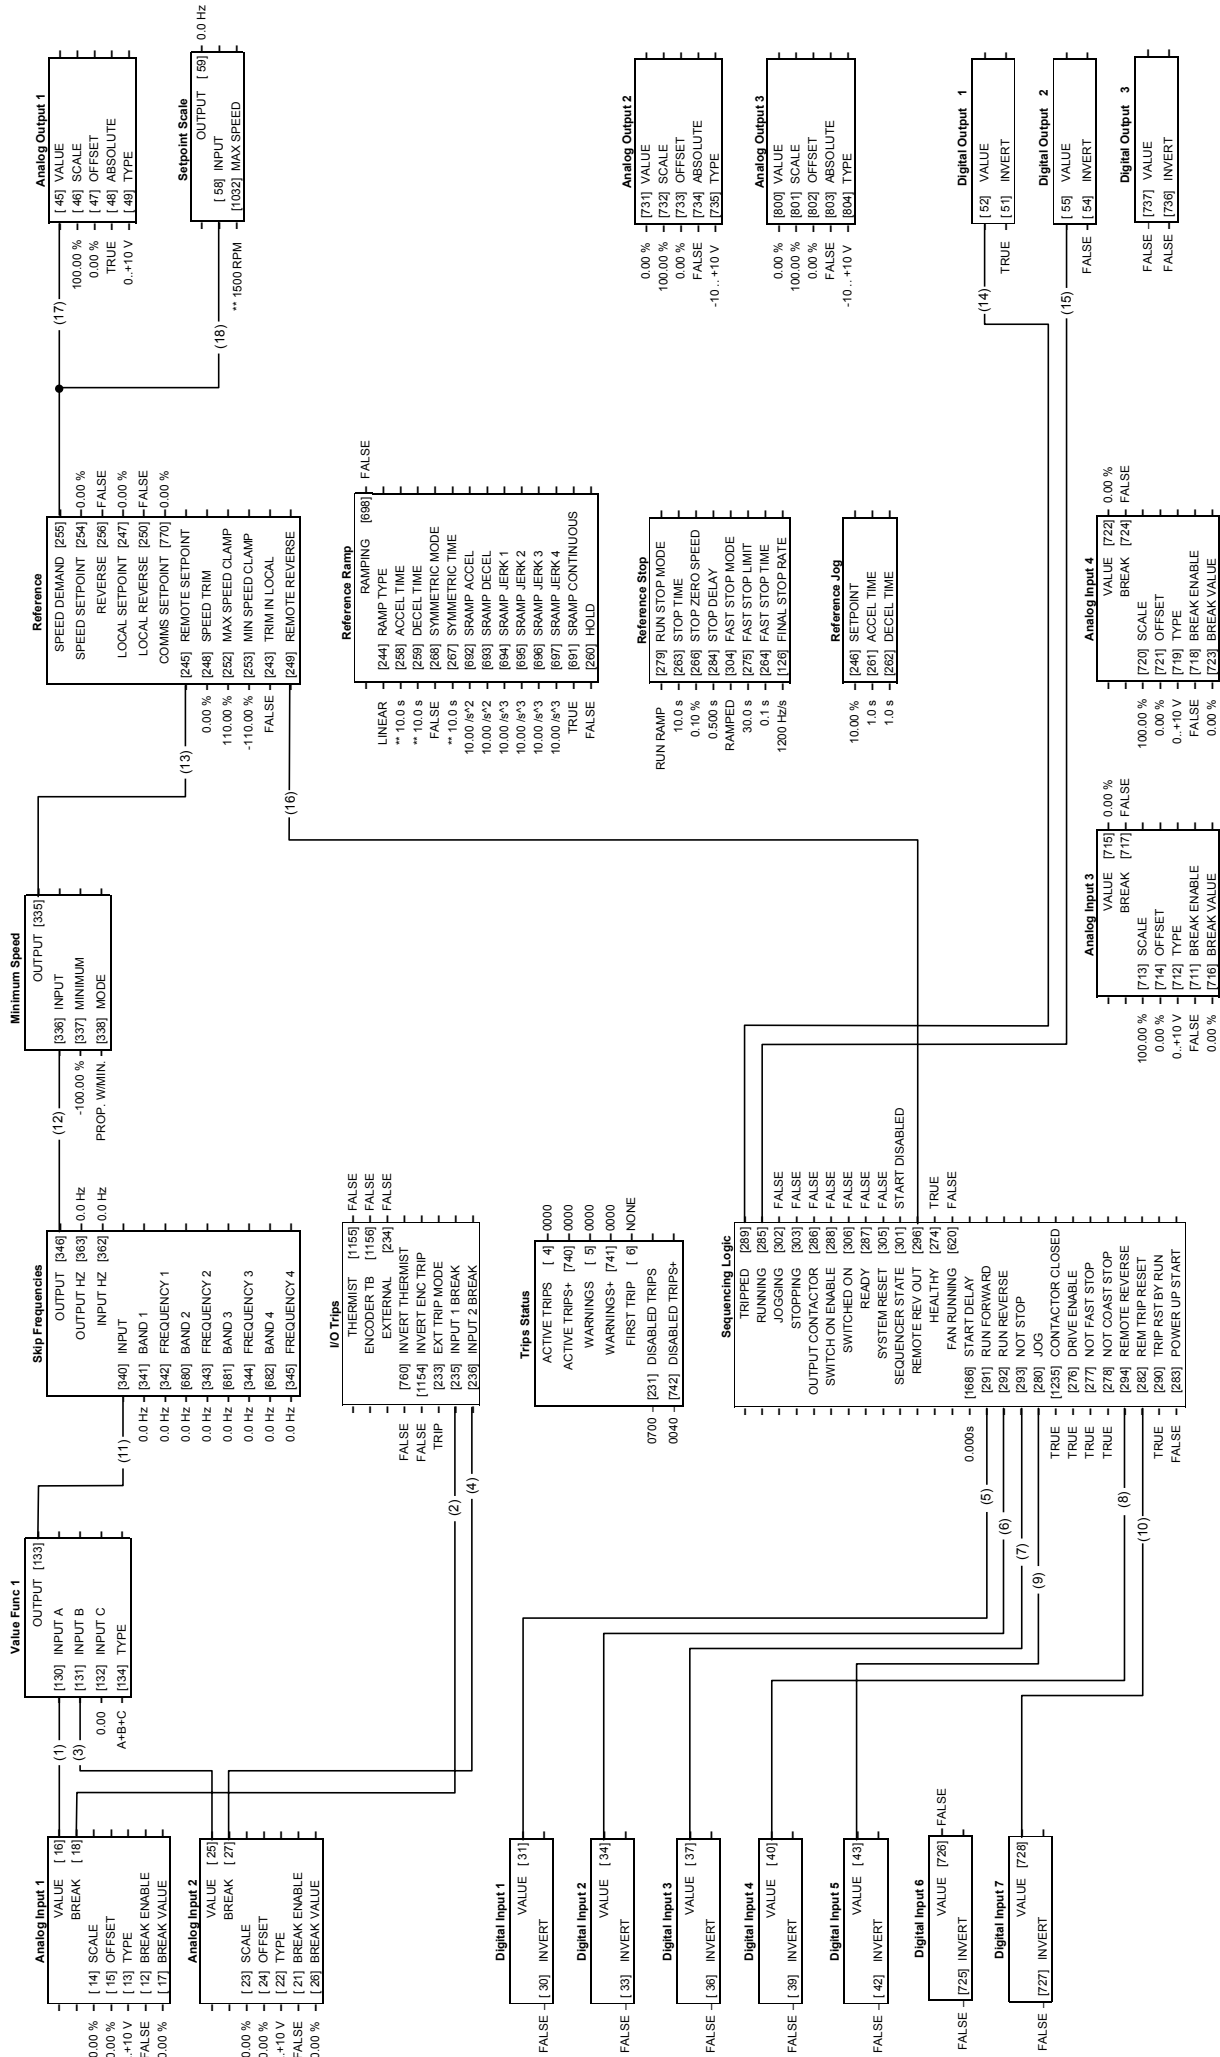 Analog Input 1
VALUE [ 16]
BREAK [ 18]
0.00 % [ 14] SCALE
0.00 % [ 15] OFFSET
..+10 V [ 13] TYPE
FALSE [ 12] BREAK ENABLE
0.00 % [ 17] BREAK VALUE
Analog Input 2
VALUE [ 25]
BREAK [ 27]
0.00 % [ 23] SCALE
0.00 % [ 24] OFFSET
..+10 V [ 22] TYPE
FALSE [ 21] BREAK ENABLE
0.00 % [ 26] BREAK VALUE
Digital Input 1
VALUE [ 31]
FALSE [ 30] INVERT
Digital Input 2
VALUE [ 34]
FALSE [ 33] INVERT
Digital Input 3
VALUE [ 37]
FALSE [ 36] INVERT
Digital Input 4
VALUE [ 40]
FALSE [ 39] INVERT
Digital Input 5
VALUE [ 43]
FALSE [ 42] INVERT
Digital Input 6
VALUE [726] FALSE
FALSE [725] INVERT
Digital Input 7
VALUE [728]
FALSE [727] INVERT
(1)
(3)
Value Func 1
OUTPUT [133]
[130] INPUT A
[131] INPUT B
0.00 [132] INPUT C
A+B+C [134] TYPE
(11)
(2)
(4)
(5)
(6)
(7)
(9)
(8)
(10)
Skip Frequencies
OUTPUT [346]
OUTPUT HZ [363] 0.0 Hz
INPUT HZ [362] 0.0 Hz
[340] INPUT
0.0 Hz [341] BAND 1
0.0 Hz [342] FREQUENCY 1
0.0 Hz [680] BAND 2
0.0 Hz [343] FREQUENCY 2
0.0 Hz [681] BAND 3
0.0 Hz [344] FREQUENCY 3
0.0 Hz [682] BAND 4
0.0 Hz [345] FREQUENCY 4
I/O Trips
THERMIST [1155] FALSE
ENCODER TB [1156] FALSE
EXTERNAL [234] FALSE
FALSE [760] INVERT THERMIST
FALSE [1154] INVERT ENC TRIP
TRIP [233] EXT TRIP MODE
[235] INPUT 1 BREAK
[236] INPUT 2 BREAK
Trips Status
ACTIVE TRIPS [ 4] 0000
ACTIVE TRIPS+ [740] 0000
WARNINGS [ 5] 0000
WARNINGS+ [741] 0000
FIRST TRIP [ 6] NONE
0700 [231] DISABLED TRIPS
0040 [742] DISABLED TRIPS+
Sequencing Logic
TRIPPED [289]
RUNNING [285]
JOGGING [302] FALSE
STOPPING [303] FALSE
OUTPUT CONTACTOR [286] FALSE
SWITCH ON ENABLE [288] FALSE
SWITCHED ON [306] FALSE
READY [287] FALSE
SYSTEM RESET [305] FALSE
SEQUENCER STATE [301] START DISABLED
REMOTE REV OUT [296]
HEALTHY [274] TRUE
FAN RUNNING [620] FALSE
0.000s [1686] START DELAY
[291] RUN FORWARD
[292] RUN REVERSE
[293] NOT STOP
[280] JOG
TRUE [1235] CONTACTOR CLOSED
TRUE [276] DRIVE ENABLE
TRUE [277] NOT FAST STOP
TRUE [278] NOT COAST STOP
[294] REMOTE REVERSE
[282] REM TRIP RESET
TRUE [290] TRIP RST BY RUN
FALSE [283] POWER UP START
(12)
Minimum Speed
OUTPUT [335]
[336] INPUT
-100.00 % [337] MINIMUM
PROP. W/MIN. [338] MODE
(13)
(16)
Analog Input 3
VALUE [715] 0.00 %
BREAK [717] FALSE
100.00 % [713] SCALE
0.00 % [714] OFFSET
0..+10 V [712] TYPE
FALSE [711] BREAK ENABLE
0.00 % [716] BREAK VALUE
Reference
SPEED DEMAND [255]
SPEED SETPOINT [254] 0.00 %
REVERSE [256] FALSE
LOCAL SETPOINT [247] 0.00 %
LOCAL REVERSE [250] FALSE
COMMS SETPOINT [770] 0.00 %
[245] REMOTE SETPOINT
0.00 % [248] SPEED TRIM
110.00 % [252] MAX SPEED CLAMP
-110.00 % [253] MIN SPEED CLAMP
FALSE [243] TRIM IN LOCAL
[249] REMOTE REVERSE
Reference Ramp
RAMPING [698] FALSE
LINEAR [244] RAMP TYPE
** 10.0 s [258] ACCEL TIME
** 10.0 s [259] DECEL TIME
FALSE [268] SYMMETRIC MODE
** 10.0 s [267] SYMMETRIC TIME
10.00 /s^2 [692] SRAMP ACCEL
10.00 /s^2 [693] SRAMP DECEL
10.00 /s^3 [694] SRAMP JERK 1
10.00 /s^3 [695] SRAMP JERK 2
10.00 /s^3 [696] SRAMP JERK 3
10.00 /s^3 [697] SRAMP JERK 4
TRUE [691] SRAMP CONTINUOUS
FALSE [260] HOLD
Reference Stop
RUN RAMP [279] RUN STOP MODE
10.0 s [263] STOP TIME
0.10 % [266] STOP ZERO SPEED
0.500 s [284] STOP DELAY
RAMPED [304] FAST STOP MODE
30.0 s [275] FAST STOP LIMIT
0.1 s [264] FAST STOP TIME
1200 Hz/s [126] FINAL STOP RATE
Reference Jog
10.00 % [246] SETPOINT
1.0 s [261] ACCEL TIME
1.0 s [262] DECEL TIME
Analog Input 4
VALUE [722] 0.00 %
BREAK [724] FALSE
100.00 % [720] SCALE
0.00 % [721] OFFSET
0..+10 V [719] TYPE
FALSE [718] BREAK ENABLE
0.00 % [723] BREAK VALUE
(17)
(18)
(14)
(15)
Analog Output 1
[ 45] VALUE
100.00 % [ 46] SCALE
0.00 % [ 47] OFFSET
TRUE [ 48] ABSOLUTE
0..+10 V [ 49] TYPE
Setpoint Scale
OUTPUT [ 59] 0.0 Hz
[ 58] INPUT
** 1500 RPM [1032] MAX SPEED
Analog Output 2
0.00 % [731] VALUE
100.00 % [732] SCALE
0.00 % [733] OFFSET
FALSE [734] ABSOLUTE
-10 .. +10 V [735] TYPE
Analog Output 3
0.00 % [800] VALUE
100.00 % [801] SCALE
0.00 % [802] OFFSET
FALSE [803] ABSOLUTE
-10 .. +10 V [804] TYPE
Digital Output 1
[ 52] VALUE
TRUE [ 51] INVERT
Digital Output 2
[ 55] VALUE
FALSE [ 54] INVERT
Digital Output 3
FALSE [737] VALUE
FALSE [736] INVERT